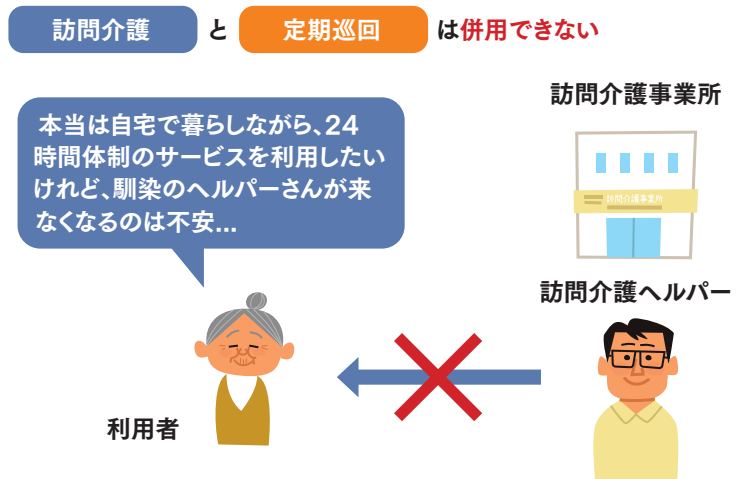 訪問介護 と 定期巡回 は併用できない
訪問介護事業所
本当は自宅で暮らしながら、24
時間体制のサービスを利用したい
けれど、馴染のヘルパーさんが来
なくなるのは不安...
訪問介護事業所
訪問介護ヘルパー
利用者